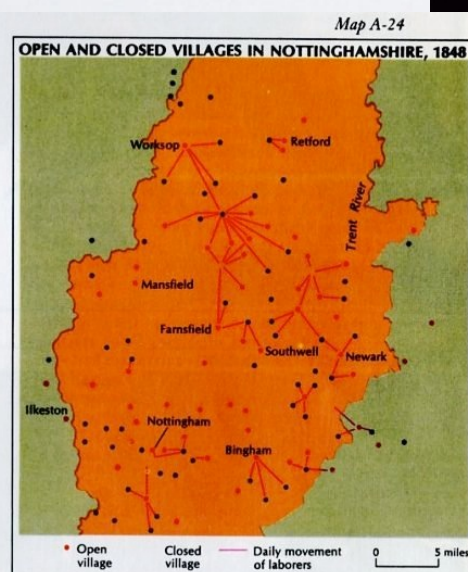 Map A-24
OPEN AND CLOSED VILLAGES IN NOTTINGHAMSHIRE, 1848
Worksop
Retford
Trent River
Mansfield
Farnsfield
Southwell
Newark
Ilkeston
Nottingham
Bingham
Open village
Closed village
Daily movement of laborers
0 5 miles